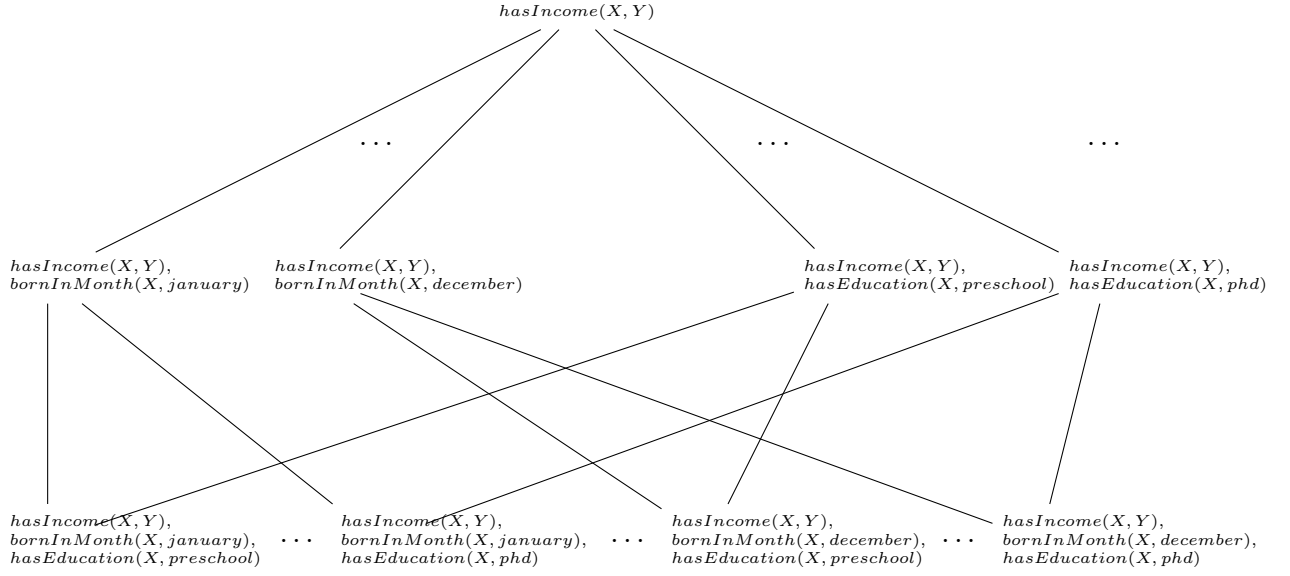 hasIncome(X, Y)
... ... ...
hasIncome(X, Y),
bornInMonth(X, january)
hasIncome(X, Y),
bornInMonth(X, december)
hasIncome(X, Y),
hasEducation(X, preschool)
hasIncome(X, Y),
hasEducation(X, phd)
hasIncome(X, Y),
bornInMonth(X, january),
hasEducation(X, preschool)
...
hasIncome(X, Y),
bornInMonth(X, january),
hasEducation(X, phd)
...
hasIncome(X, Y),
bornInMonth(X, december),
hasEducation(X, preschool)
...
hasIncome(X, Y),
bornInMonth(X, december),
hasEducation(X, phd)